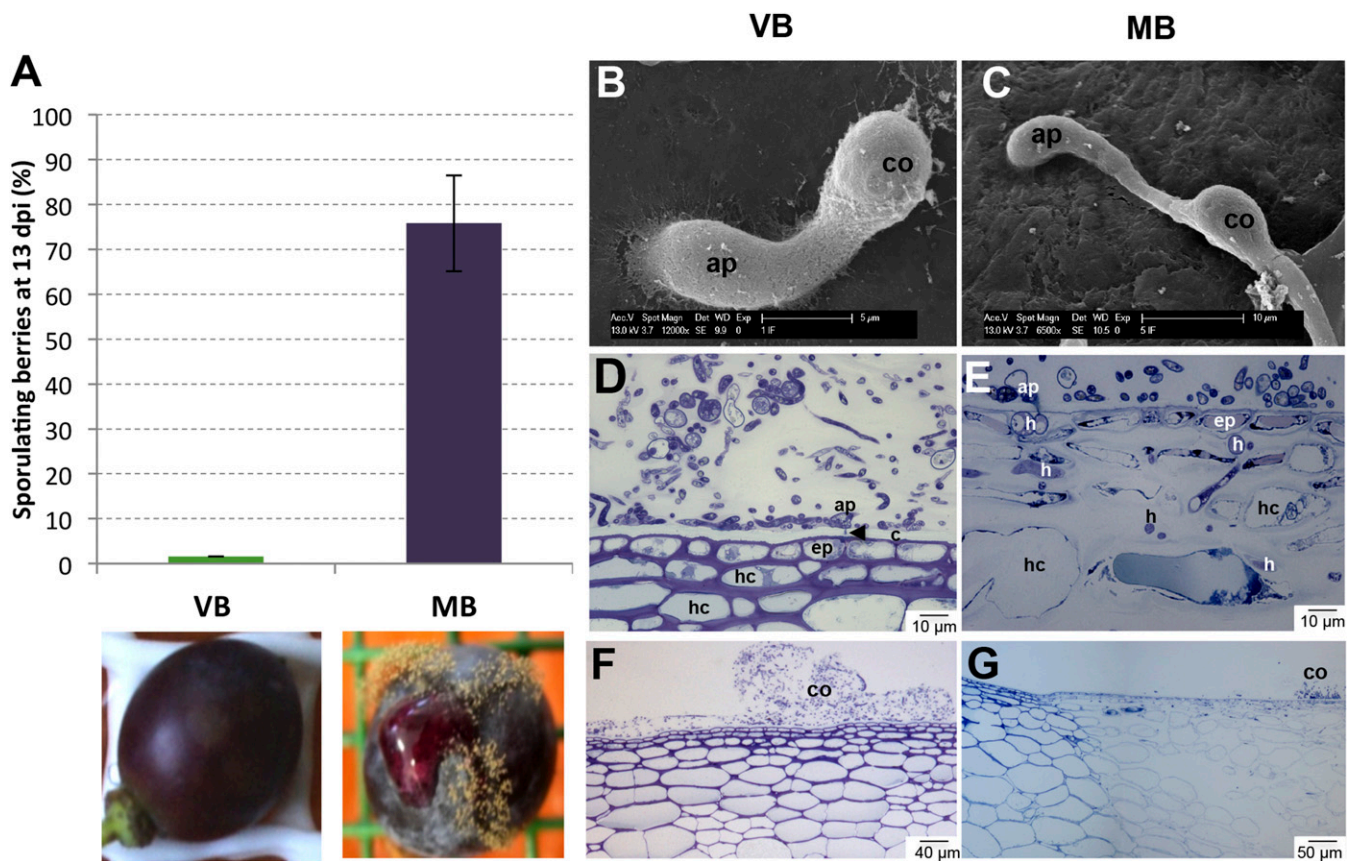 VB
MB
A
Sporulating berries at 13 dpi (%)
100
90
80
70
60
50
40
30
20
10
0
VB
MB
B
co
ap
Acc.V Spot Magn Det WD Exp 5 µm
13.0 kV 3.7 12000x SE 9.9 0 1 IF
C
ap
co
Acc.V Spot Magn Det WD Exp 10 µm
13.0 kV 3.7 6500x SE 10.5 0 5 IF
D
ap
c
ep
hc
hc
10 µm
E
ap
h
ep
h
h
h
hc
hc
h
10 µm
F
co
40 µm
G
co
50 µm